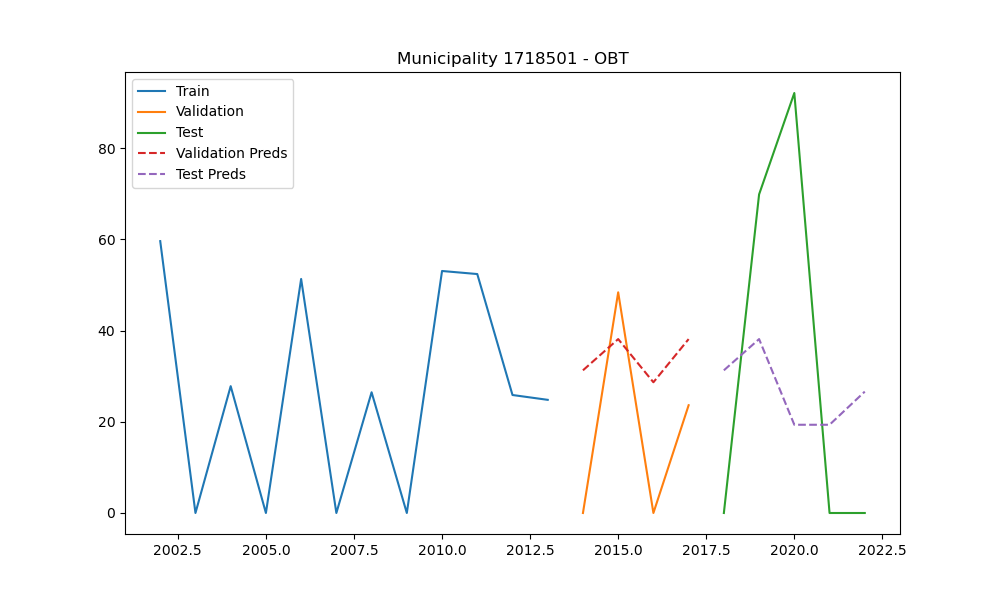 Municipality 1718501 - OBT
Train
Validation
Test
Validation Preds
Test Preds
80
60
40
20
0
2002.5 2005.0 2007.5 2010.0 2012.5 2015.0 2017.5 2020.0 2022.5